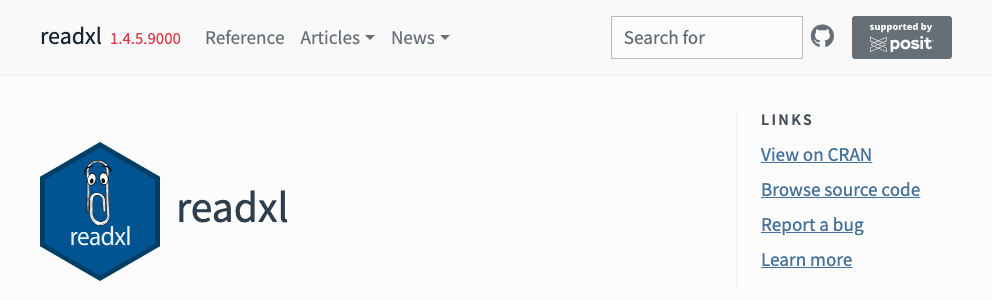 readxl 1.4.5.9000 Reference Articles News Search for supported by
posit
LINKS
View on CRAN
Browse source code
readxl
readxl
Report a bug
Learn more